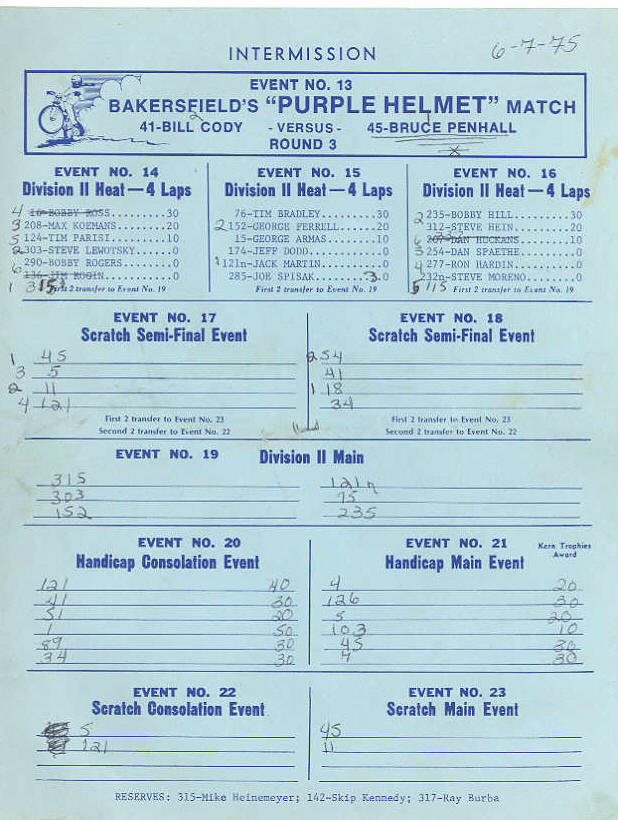 INTERMISSION 6-7-75
EVENT NO. 13
BAKERSFIELD'S "PURPLE HELMET" MATCH
41-BILL CODY - VERSUS - 45-BRUCE PENHALL
ROUND 3
EVENT NO. 14
Division II Heat—4 Laps
4 16-BOBBY ROSS.........30
3 208-MAX KOEMANS.......20
5 124-TIM PARISI........20
2 303-STEVE LEWOTSKY.....0
6 290-BOBBY ROGERS.......0
136-JIM ROGIN..........0
1 315
First 2 transfer to Event No. 19
EVENT NO. 15
Division II Heat—4 Laps
76-TIM BRADLEY.......30
2 152-GEORGE FERRELL.....20
15-GEORGE ARMAS......10
174-JEFF DODD..........0
1 121n-JACK MARTIN........0
285-JOE SPISAK.........0
First 2 transfer to Event No. 19
EVENT NO. 16
Division II Heat—4 Laps
2 235-BOBBY HILL........30
312-STEVE HEIN........20
207-DAN HUCKANS.......0
3 254-DAN SPAETHE........0
4 277-RON HARDIN.........0
232n-STEVE MORENO.......0
5 115 First 2 transfer to Event No. 19
EVENT NO. 17
Scratch Semi-Final Event
1 45
3 5
2 11
4 121
First 2 transfer to Event No. 23
Second 2 transfer to Event No. 22
EVENT NO. 18
Scratch Semi-Final Event
254
41
1 18
34
First 2 transfer to Event No. 23
Second 2 transfer to Event No. 22
EVENT NO. 19 Division II Main
315 121n
303 75
152 235
EVENT NO. 20
Handicap Consolation Event
121 40
41 30
51 20
1 50
89 30
34 30
EVENT NO. 21 Kern Trophies
Award
Handicap Main Event
4 20
126 30
5 20
103 10
45 30
7 30
EVENT NO. 22
Scratch Consolation Event
5
121
EVENT NO. 23
Scratch Main Event
45
11
RESERVES: 315-Mike Heinemeyer; 142-Skip Kennedy; 317-Ray Burba